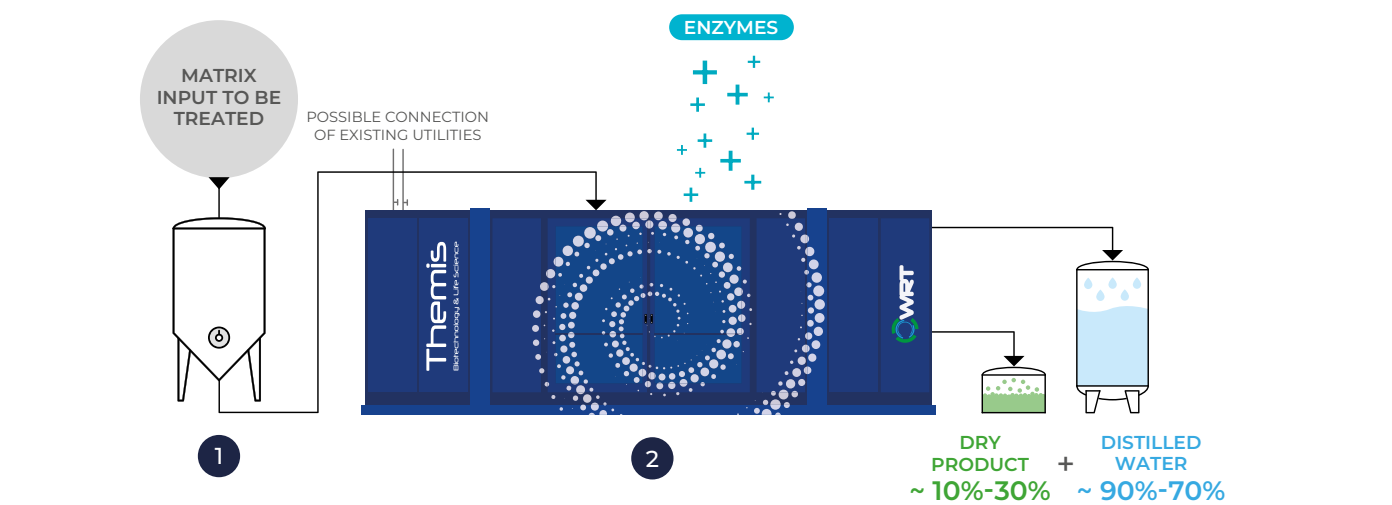 ENZYMES
MATRIX
INPUT TO BE
TREATED
POSSIBLE CONNECTION
OF EXISTING UTILITIES
Themis
Biotechnology & Life Science
WRT
1
2
DRY
PRODUCT
~ 10%-30%
+
DISTILLED
WATER
~ 90%-70%